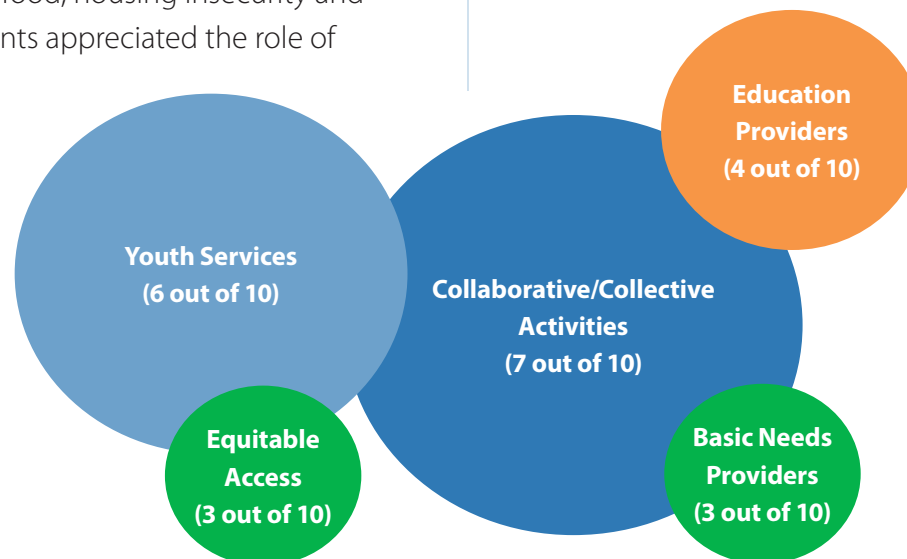 food, housing insecurity and
nts appreciated the role of
Education
Providers
(4 out of 10)
Youth Services
(6 out of 10)
Collaborative/Collective
Activities
(7 out of 10)
Equitable
Access
(3 out of 10)
Basic Needs
Providers
(3 out of 10)